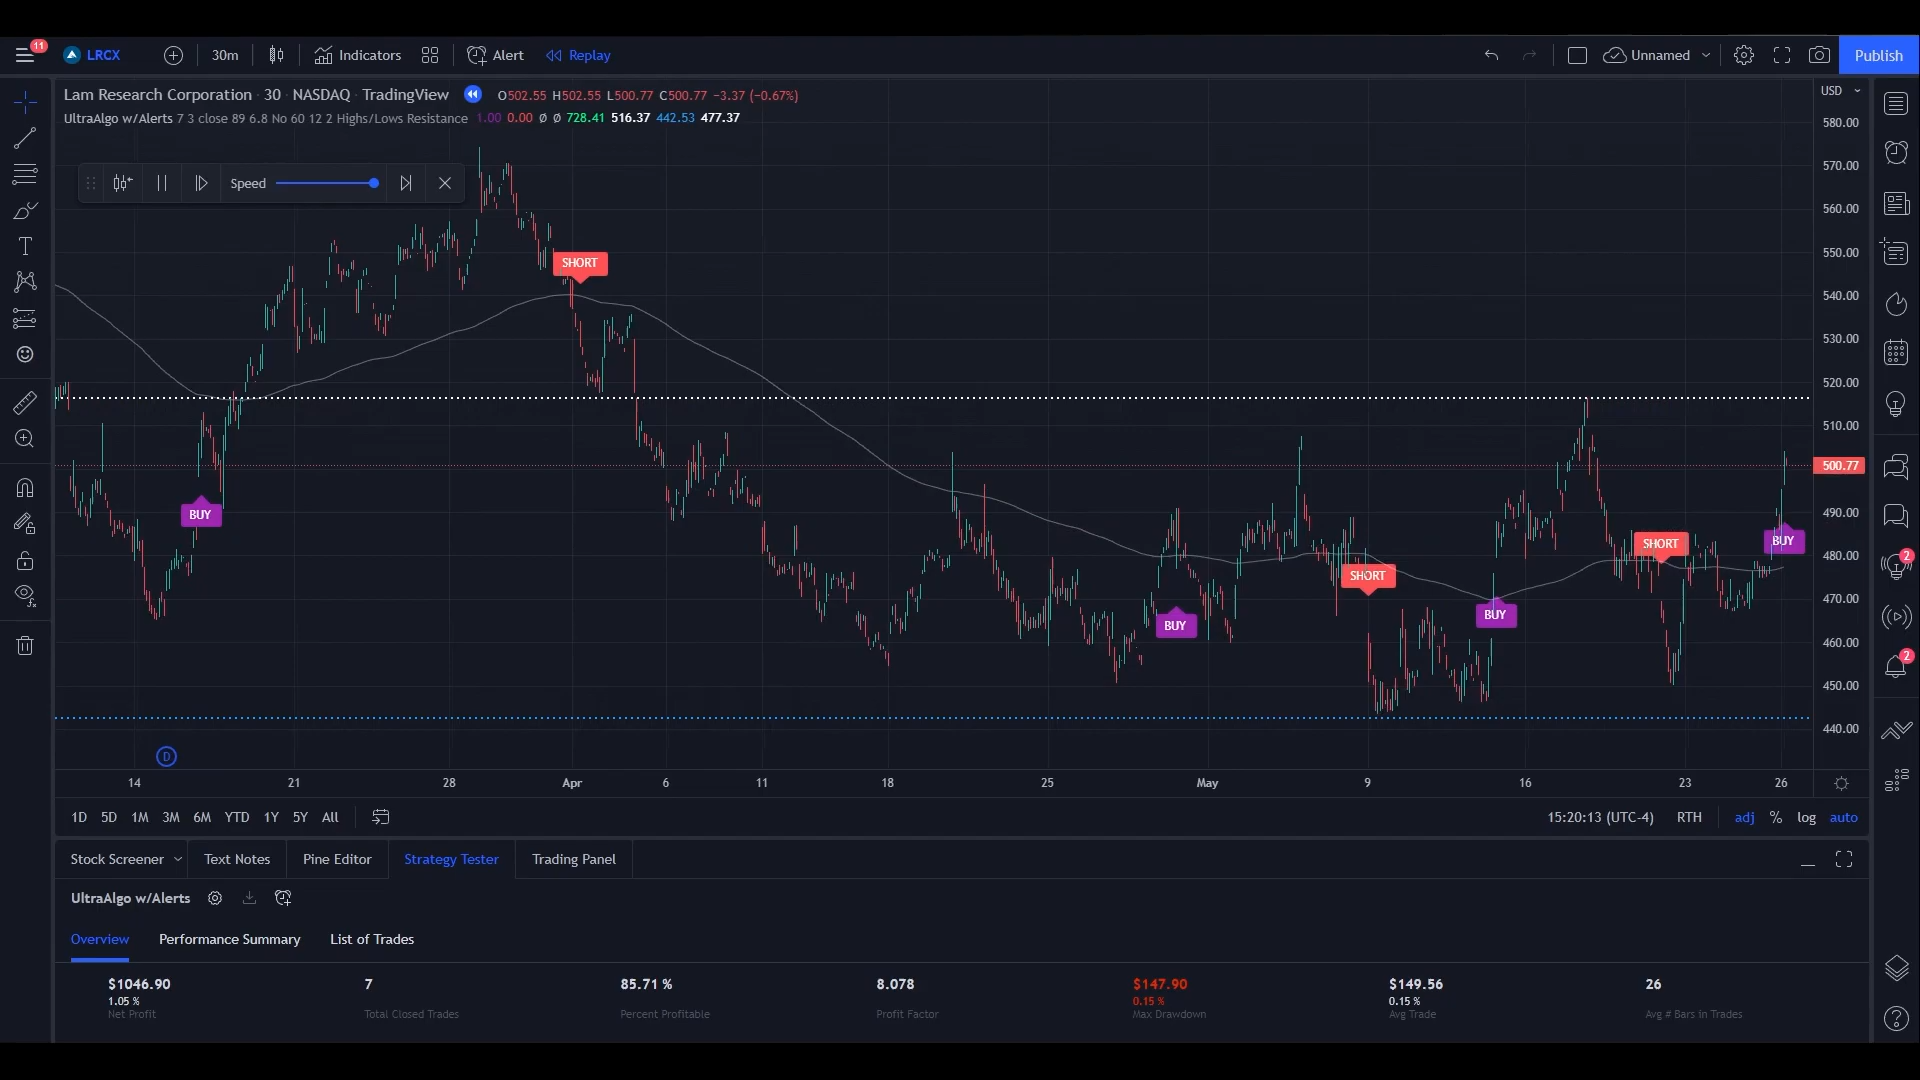 11
LRCX
30m
Indicators
Alert
Replay
Unnamed
Publish
Lam Research Corporation · 30 · NASDAQ · TradingView
O502.55 H502.55 L500.77 C500.77 −3.37 (−0.67%)
USD
UltraAlgo w/Alerts 7 3 close 89 6.8 No 60 12 2 Highs/Lows Resistance 1.00 0.00 Ø Ø 728.41 516.37 442.53 477.37
Speed
580.00
570.00
560.00
550.00
540.00
530.00
520.00
510.00
500.77
490.00
480.00
470.00
460.00
450.00
440.00
SHORT
BUY
BUY
SHORT
BUY
SHORT
BUY
2
2
D
14 21 28 Apr 6 11 18 25 May 9 16 23 26
1D 5D 1M 3M 6M YTD 1Y 5Y All
15:20:13 (UTC-4) RTH adj % log auto
Stock Screener Text Notes Pine Editor Strategy Tester Trading Panel
UltraAlgo w/Alerts
Overview Performance Summary List of Trades
$1046.90 7 85.71 % 8.078 $147.90 $149.56 26
1.05 % 0.15 % 0.15 %
Net Profit Total Closed Trades Percent Profitable Profit Factor Max Drawdown Avg Trade Avg # Bars in Trades